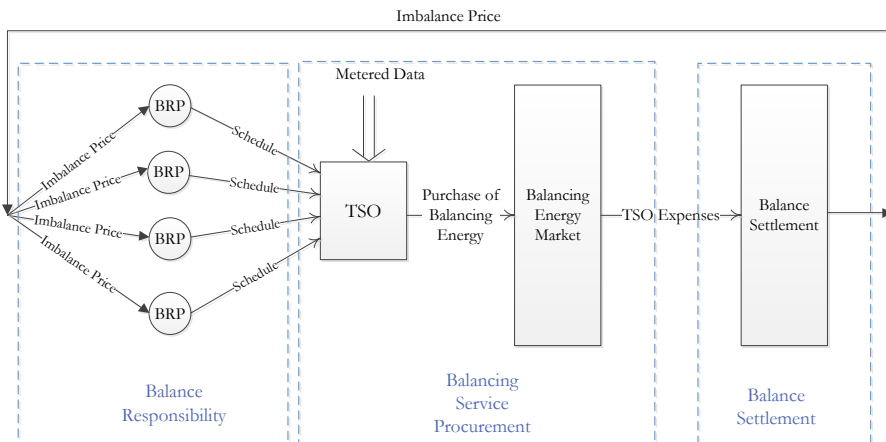 Imbalance Price
Metered Data
BRP
BRP
BRP
BRP
Imbalance Price
Imbalance Price
Imbalance Price
Imbalance Price
Schedule
Schedule
Schedule
Schedule
TSO
Purchase of
Balancing
Energy
Balancing
Energy
Market
TSO Expenses
Balance
Settlement
Balance
Responsibility
Balancing
Service
Procurement
Balance
Settlement